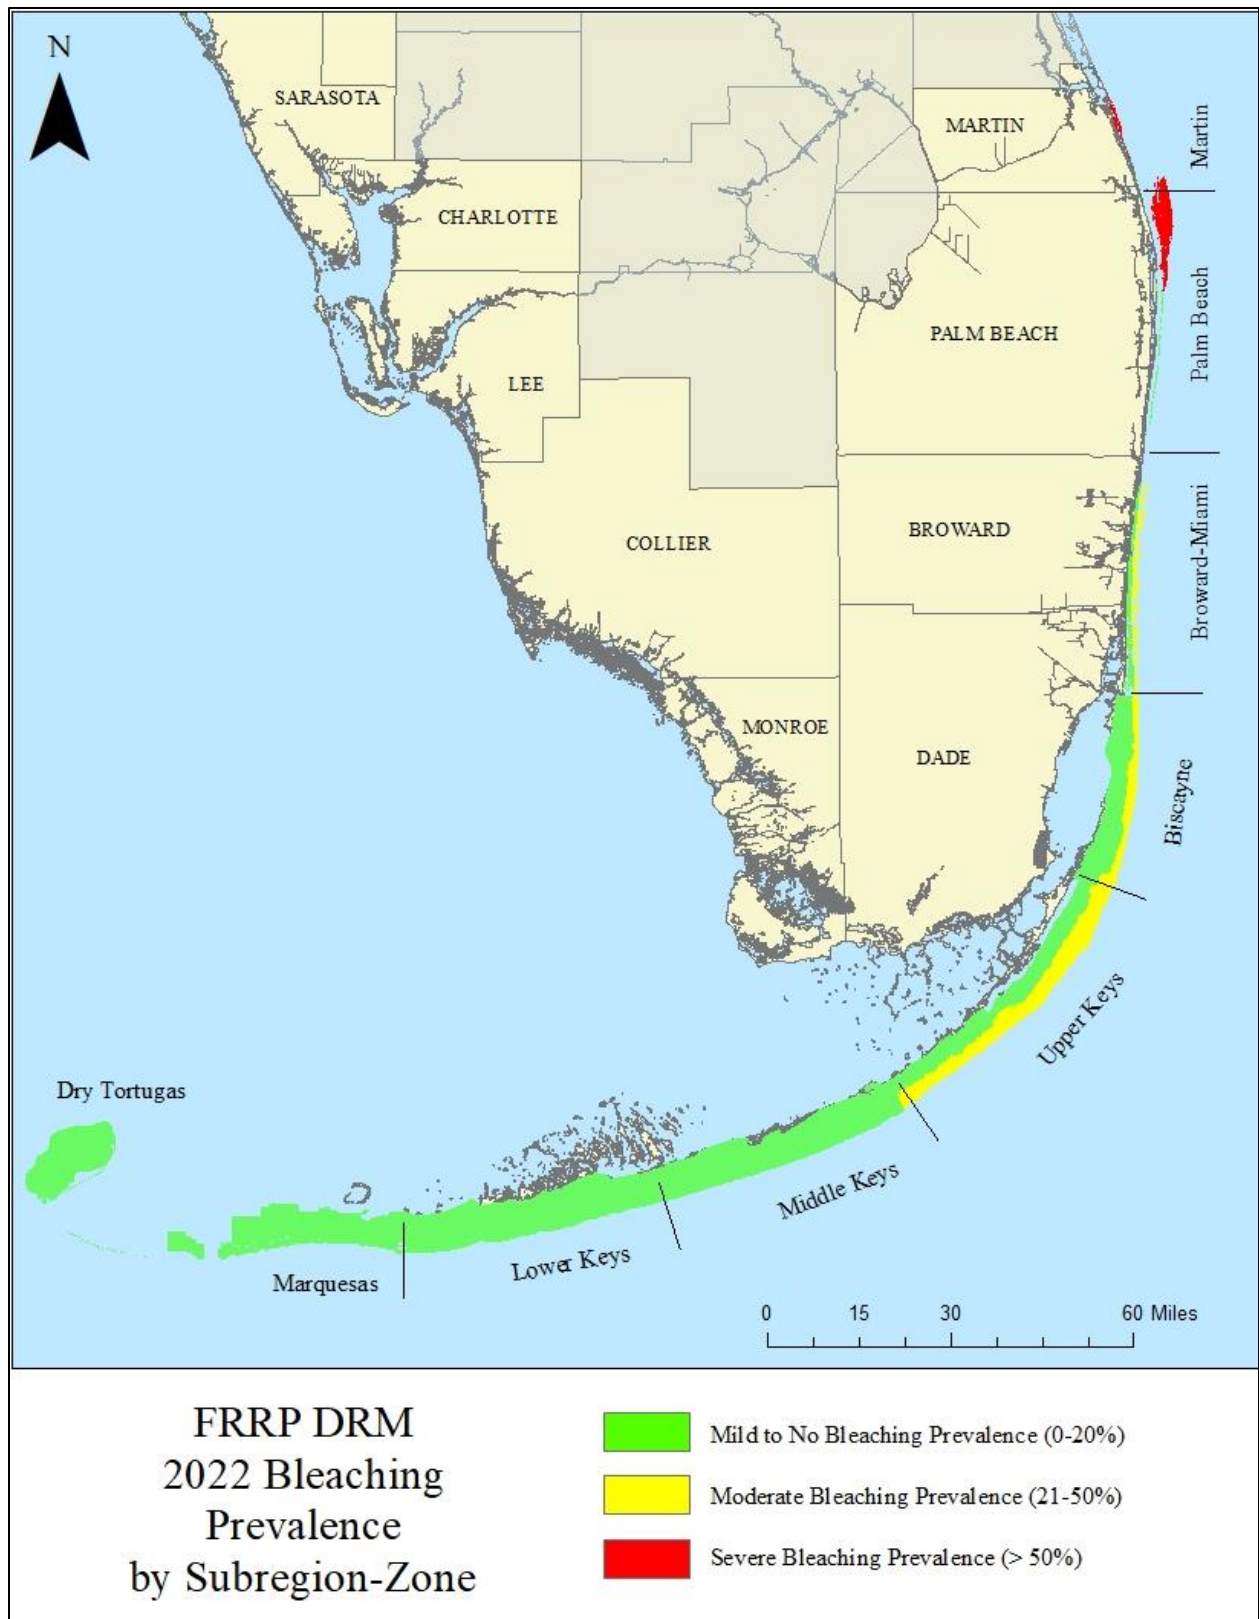 N
SARASOTA
MARTIN
Martin
CHARLOTTE
PALM BEACH
Palm Beach
LEE
BROWARD
COLLIER
Broward-Miami
MONROE
DADE
Biscayne
Upper Keys
Dry Tortugas
Middle Keys
Lower Keys
Marquesas
0 15 30 60 Miles
FRRP DRM
2022 Bleaching
Prevalence
by Subregion-Zone
Mild to No Bleaching Prevalence (0-20%)
Moderate Bleaching Prevalence (21-50%)
Severe Bleaching Prevalence (> 50%)